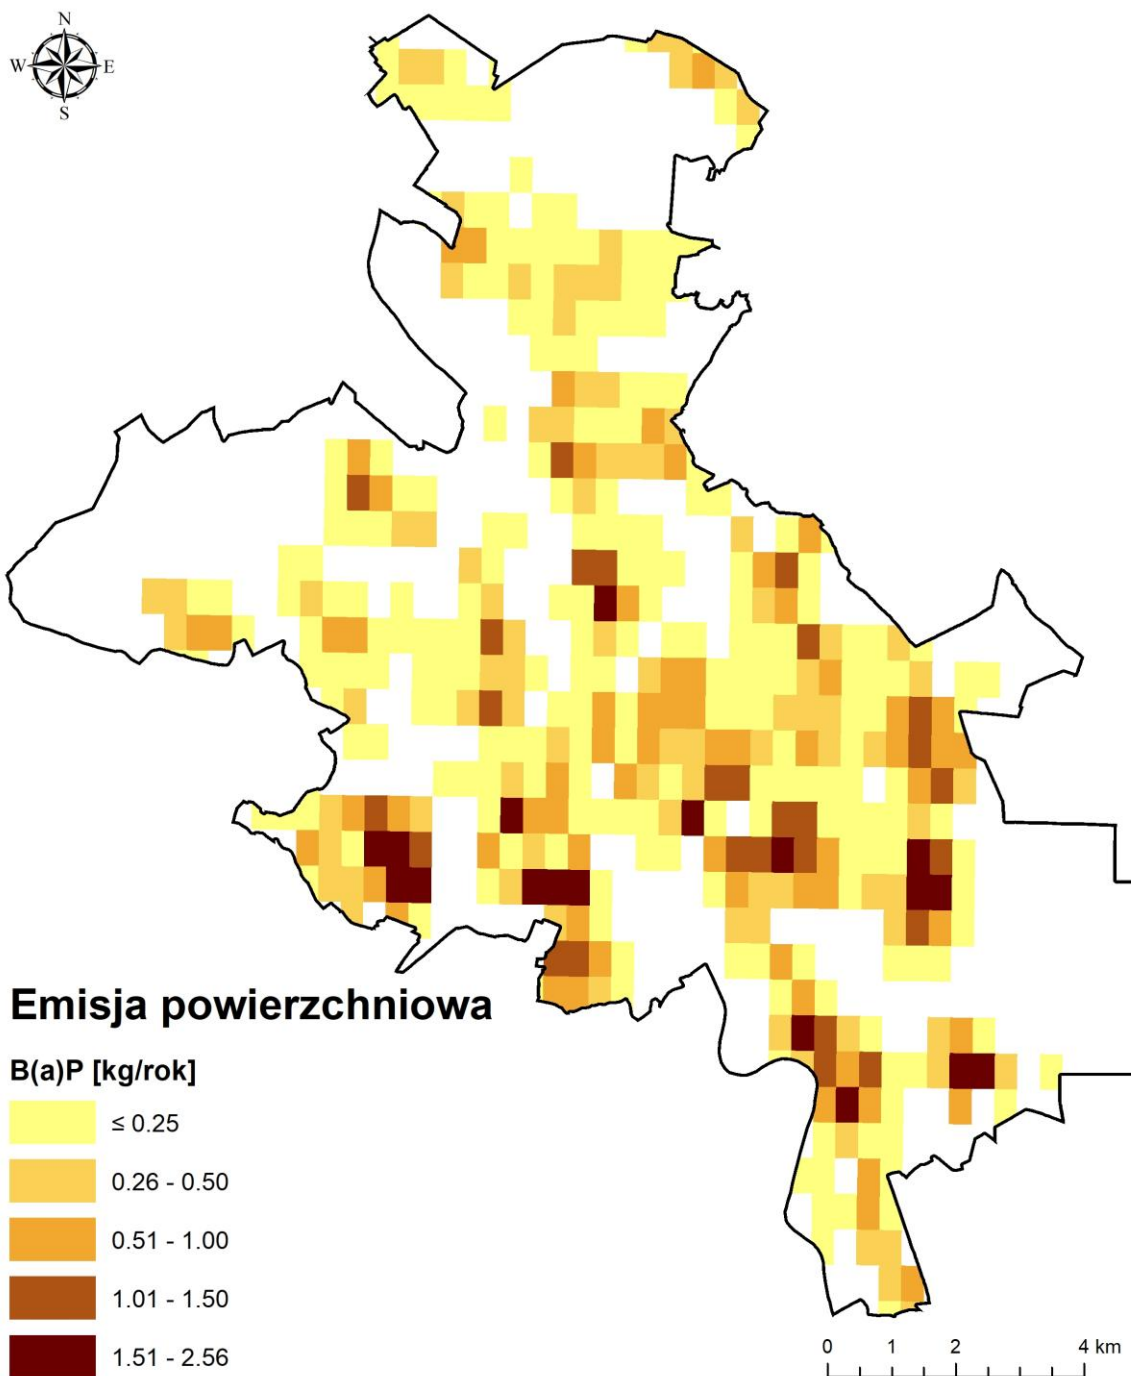 N
W E
S
Emisja powierzchniowa
B(a)P [kg/rok]
≤ 0.25
0.26 - 0.50
0.51 - 1.00
1.01 - 1.50
1.51 - 2.56
0 1 2 4 km